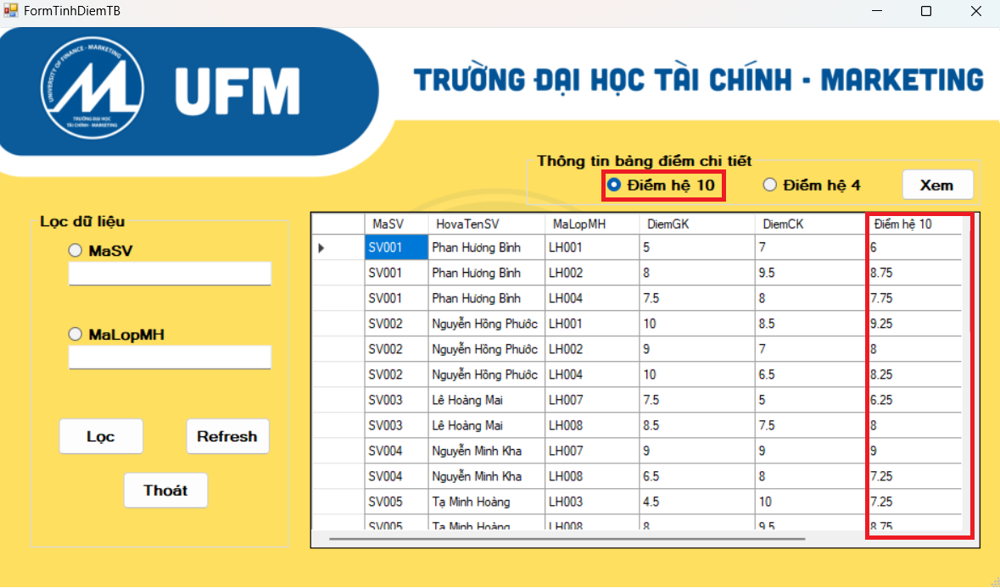 FormTinhDiemTB
UNIVERSITY OF FINANCE - MARKETING
TRƯỜNG ĐẠI HỌC
TÀI CHÍNH - MARKETING
UFM
TRƯỜNG ĐẠI HỌC TÀI CHÍNH - MARKETING
Thông tin bảng điểm chi tiết
Điểm hệ 10 Điểm hệ 4 Xem
Lọc dữ liệu
MaSV
MaLopMH
Lọc Refresh
Thoát
MaSV HovaTenSV MaLopMH DiemGK DiemCK Điểm hệ 10
SV001 Phan Hương Bình LH001 5 7 6
SV001 Phan Hương Bình LH002 8 9.5 8.75
SV001 Phan Hương Bình LH004 7.5 8 7.75
SV002 Nguyễn Hồng Phước LH001 10 8.5 9.25
SV002 Nguyễn Hồng Phước LH002 9 7 8
SV002 Nguyễn Hồng Phước LH004 10 6.5 8.25
SV003 Lê Hoàng Mai LH007 7.5 5 6.25
SV003 Lê Hoàng Mai LH008 8.5 7.5 8
SV004 Nguyễn Minh Kha LH007 9 9 9
SV004 Nguyễn Minh Kha LH008 6.5 8 7.25
SV005 Tạ Minh Hoàng LH003 4.5 10 7.25
SV005 Tạ Minh Hoàng LH008 8 9.5 8.75